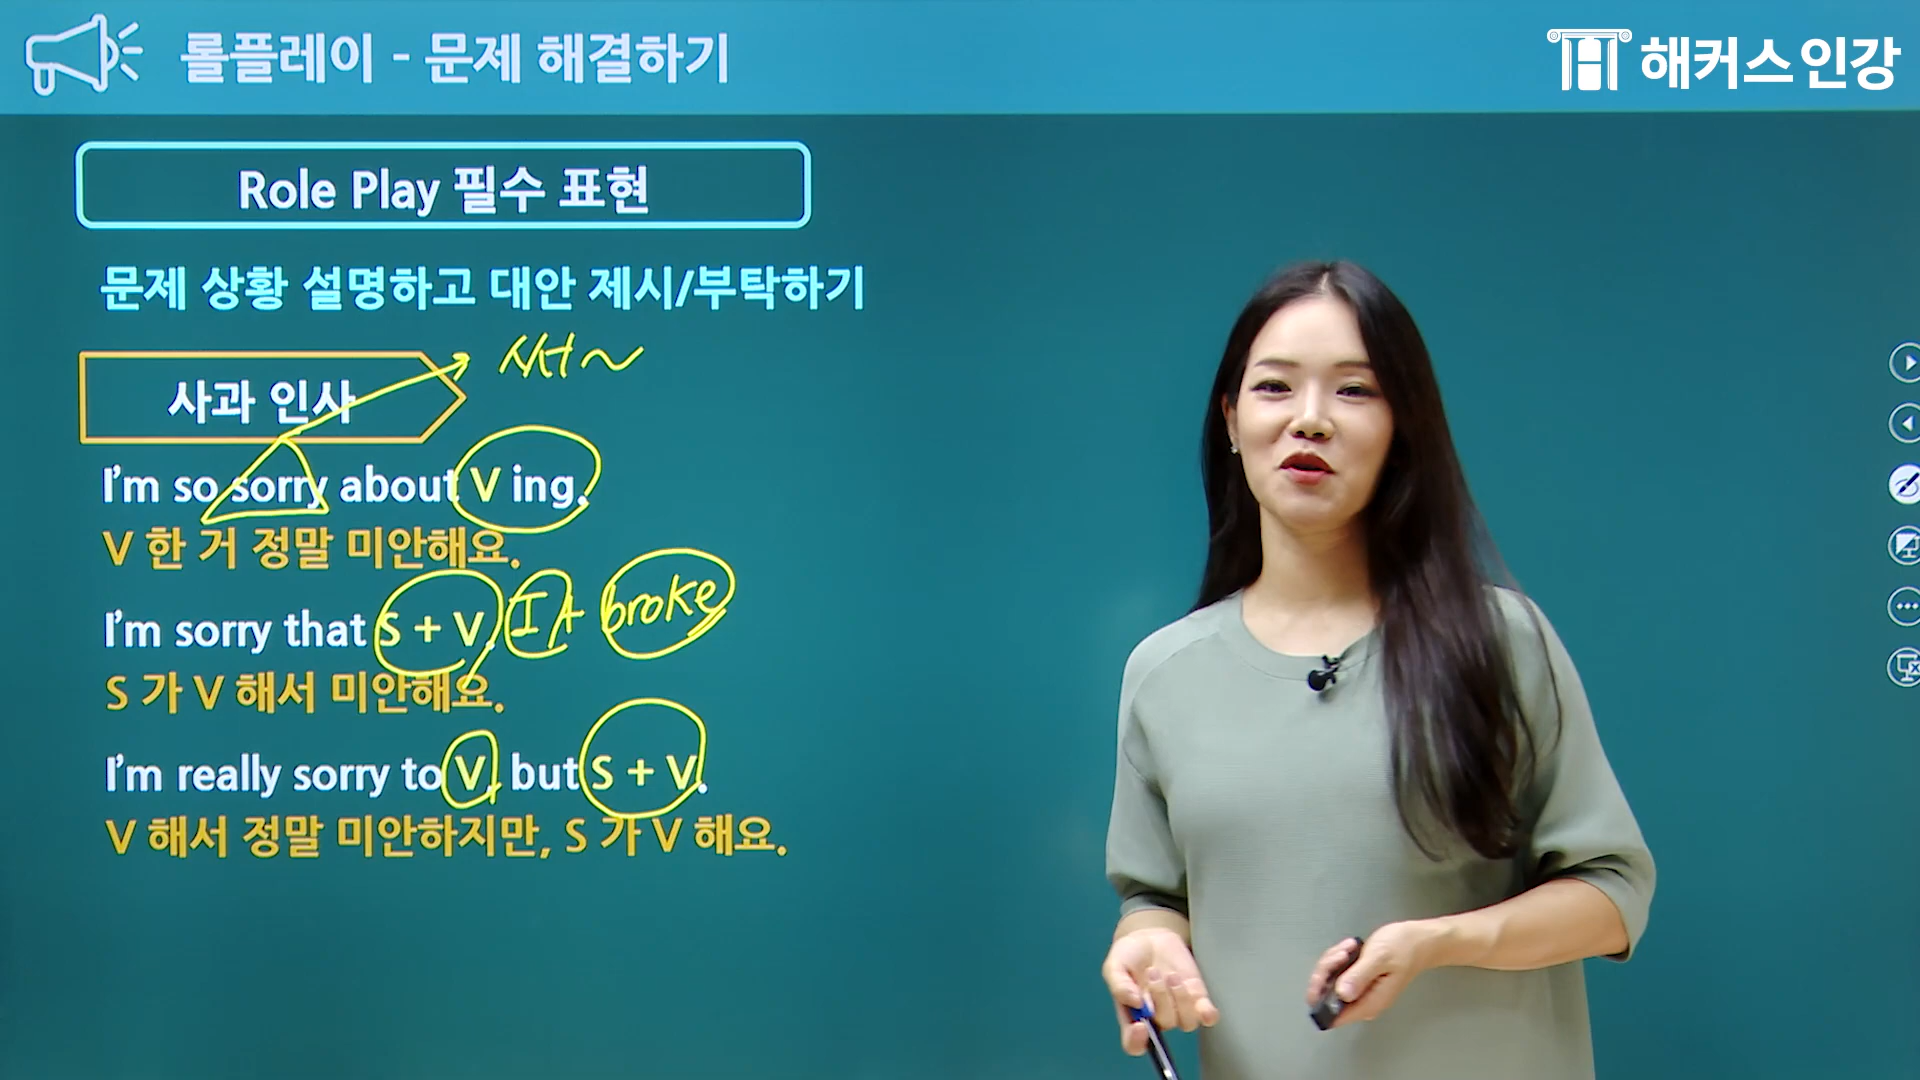 롤플레이 - 문제 해결하기
해커스인강
Role Play 필수 표현
문제 상황 설명하고 대안 제시/부탁하기
써~
사과 인사
I'm so sorry about V ing.
V 한 거 정말 미안해요.
I'm sorry that S + V. I broke
S 가 V 해서 미안해요.
I'm really sorry to V, but S + V.
V 해서 정말 미안하지만, S 가 V 해요.